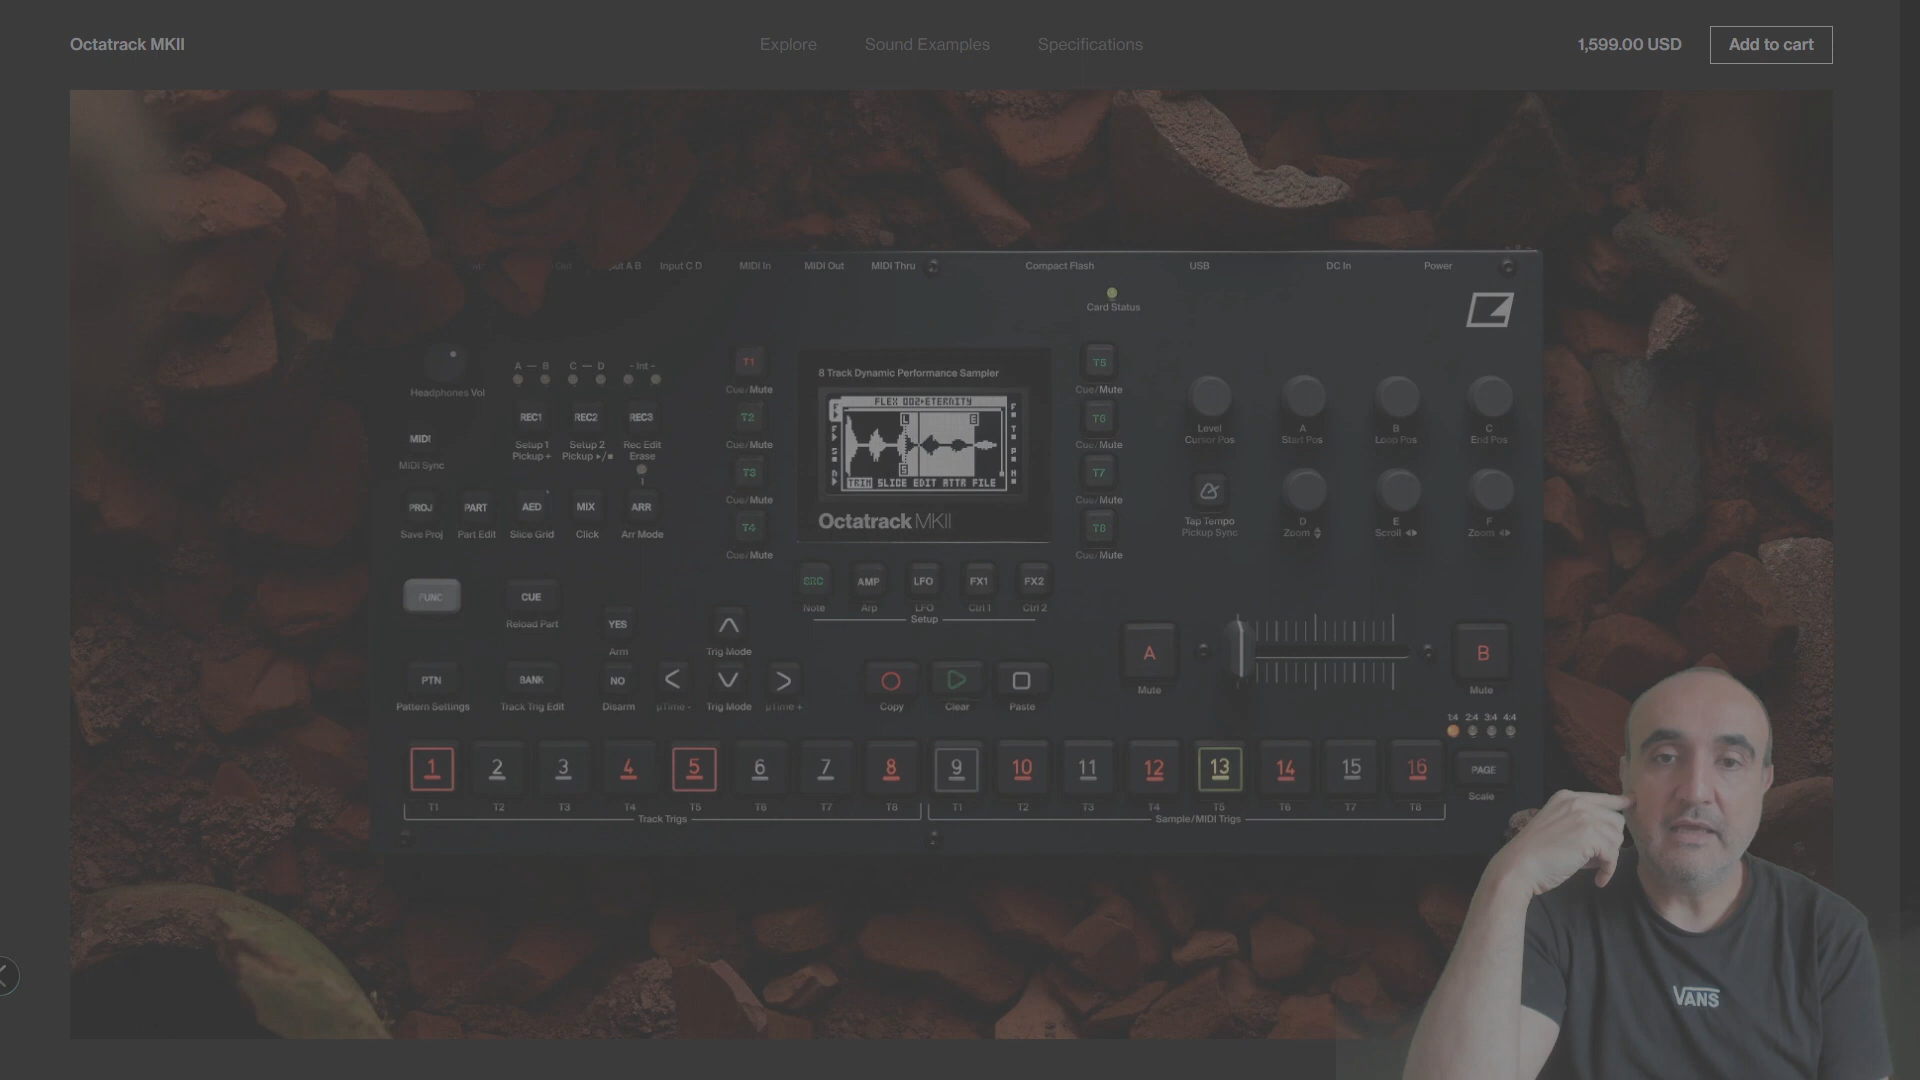 Octatrack MKII
Explore
Sound Examples
Specifications
1,599.00 USD
Add to cart
Input C D
MIDI In
MIDI Out
MIDI Thru
Compact Flash
USB
DC In
Power
Card Status
Headphones Vol
A — B
C — D
- Int -
REC1
REC2
REC3
Setup 1
Setup 2
Rec Edit
Pickup +
Pickup ▸/■
Erase
MIDI
MIDI Sync
PROJ
PART
AED
MIX
ARR
Save Proj
Part Edit
Slice Grid
Click
Arr Mode
T1
Cue/Mute
T2
Cue/Mute
T3
Cue/Mute
T4
Cue/Mute
8 Track Dynamic Performance Sampler
FLEX 002▸ETERNITY
L
E
S
TRIM SLICE EDIT ATTR FILE
Octatrack MKII
T5
Cue/Mute
T6
Cue/Mute
T7
Cue/Mute
T8
Cue/Mute
Level
A
B
C
Cursor Pos
Start Pos
Loop Pos
End Pos
Tap Tempo
D
E
F
Pickup Sync
Zoom
Scroll
Zoom
SRC
AMP
LFO
FX1
FX2
Note
Arp
LFO
Ctrl 1
Ctrl 2
Setup
FUNC
CUE
Reload Part
YES
Arm
Trig Mode
PTN
BANK
NO
Pattern Settings
Track Trig Edit
Disarm
µTime -
Trig Mode
µTime +
Copy
Clear
Paste
A
Mute
B
Mute
1:4 2:4 3:4 4:4
1 2 3 4 5 6 7 8 9 10 11 12 13 14 15 16
PAGE
Scale
T1 T2 T3 T4 T5 T6 T7 T8 T1 T2 T3 T4 T5 T6 T7 T8
Track Trigs
Sample/MIDI Trigs
VANS